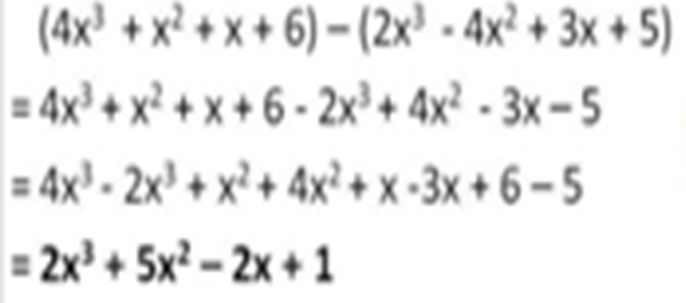 (4x³ + x² + x + 6) – (2x³ - 4x² + 3x + 5)
= 4x³ + x² + x + 6 - 2x³ + 4x² - 3x – 5
= 4x³ - 2x³ + x² + 4x² + x -3x + 6 – 5
= 2x³ + 5x² – 2x + 1